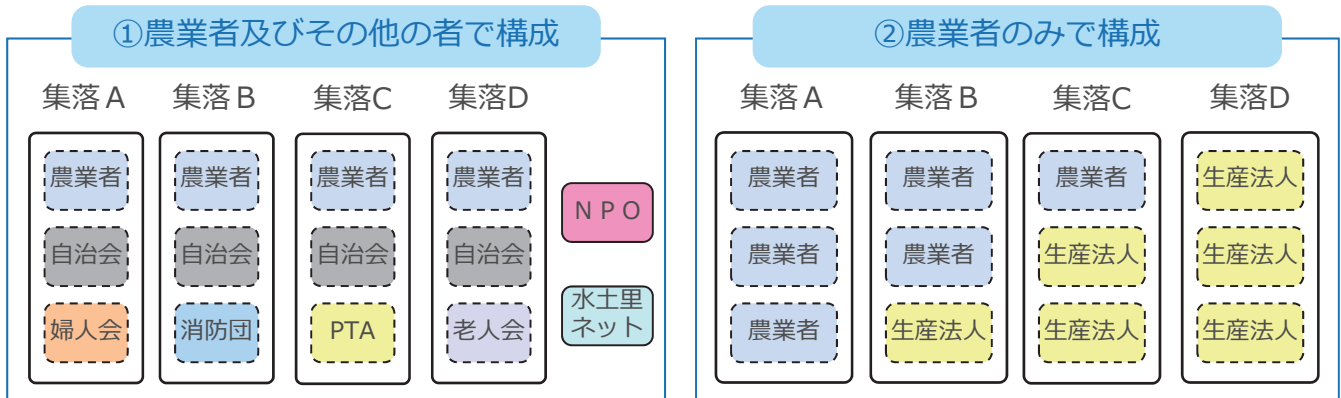 ①農業者及びその他の者で構成
集落A 集落B 集落C 集落D
農業者 農業者 農業者 農業者
NPO
自治会 自治会 自治会 自治会
婦人会 消防団 PTA 老人会
水土里
ネット
②農業者のみで構成
集落A 集落B 集落C 集落D
農業者 農業者 農業者 生産法人
農業者 農業者 生産法人 生産法人
農業者 生産法人 生産法人 生産法人